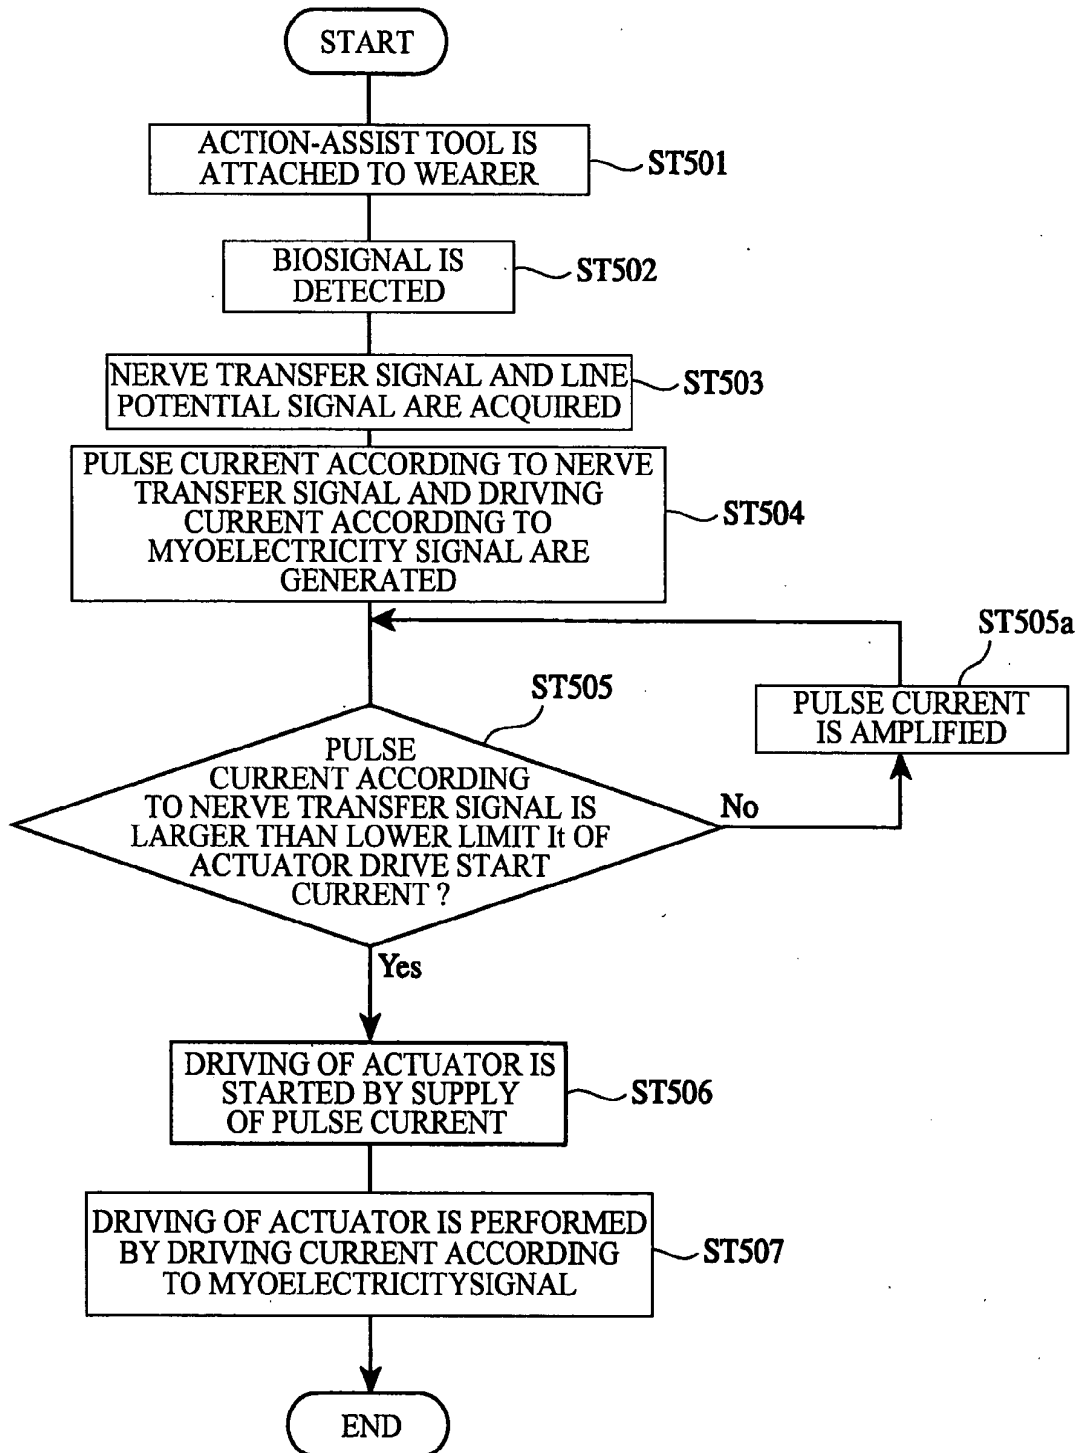 START
ACTION-ASSIST TOOL IS
ATTACHED TO WEARER
ST501
BIOSIGNAL IS
DETECTED
ST502
NERVE TRANSFER SIGNAL AND LINE
POTENTIAL SIGNAL ARE ACQUIRED
ST503
PULSE CURRENT ACCORDING TO NERVE
TRANSFER SIGNAL AND DRIVING
CURRENT ACCORDING TO
MYOELECTRICITY SIGNAL ARE
GENERATED
ST504
ST505a
PULSE CURRENT
IS AMPLIFIED
ST505
PULSE
CURRENT ACCORDING
TO NERVE TRANSFER SIGNAL IS
LARGER THAN LOWER LIMIT It OF
ACTUATOR DRIVE START
CURRENT ?
No
Yes
DRIVING OF ACTUATOR IS
STARTED BY SUPPLY
OF PULSE CURRENT
ST506
DRIVING OF ACTUATOR IS PERFORMED
BY DRIVING CURRENT ACCORDING
TO MYOELECTRICITYSIGNAL
ST507
END